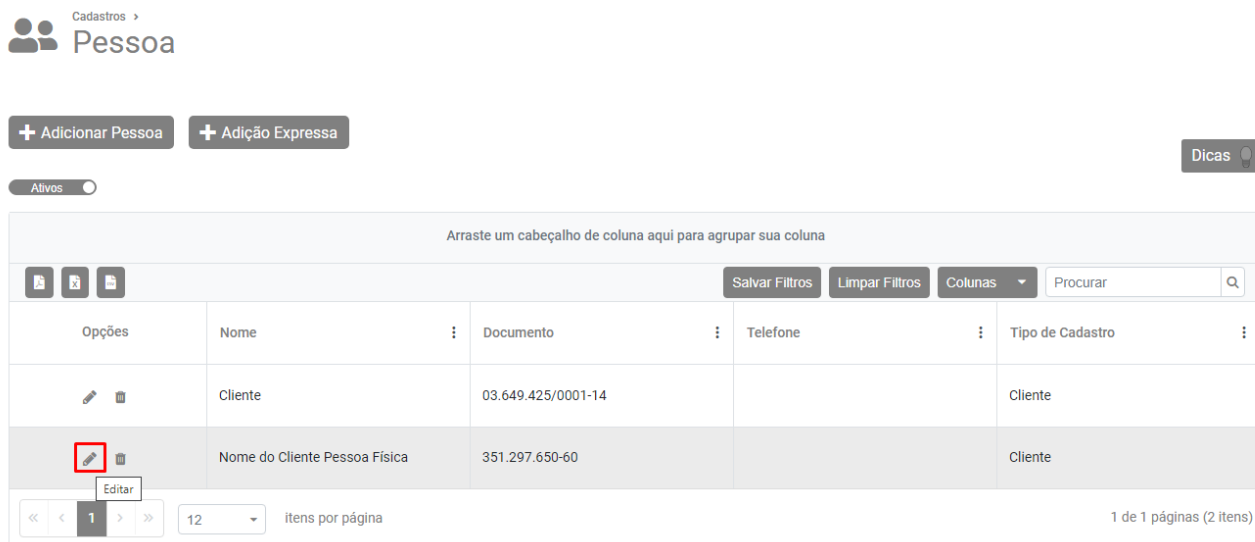 Cadastros >
Pessoa
Adicionar Pessoa Adição Expressa
Dicas
Ativos
Arraste um cabeçalho de coluna aqui para agrupar sua coluna
Salvar Filtros Limpar Filtros Colunas Procurar
Opções Nome Documento Telefone Tipo de Cadastro
Cliente 03.649.425/0001-14 Cliente
Nome do Cliente Pessoa Física 351.297.650-60 Cliente
Editar
1 12 itens por página 1 de 1 páginas (2 itens)